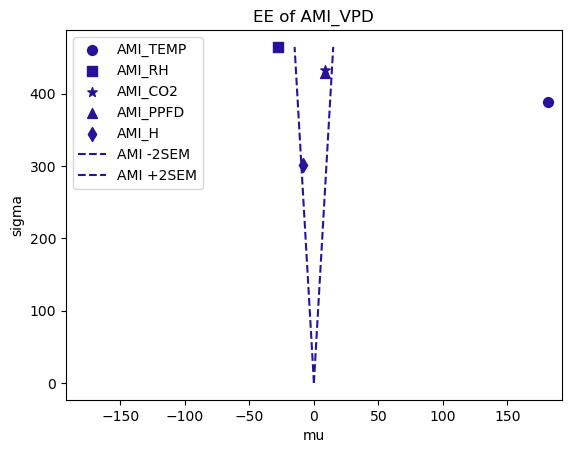 EE of AMI_VPD
AMI_TEMP
AMI_RH
AMI_CO2
AMI_PPFD
AMI_H
AMI -2SEM
AMI +2SEM
400
300
200
100
0
sigma
−150
−100
−50
0
50
100
150
mu